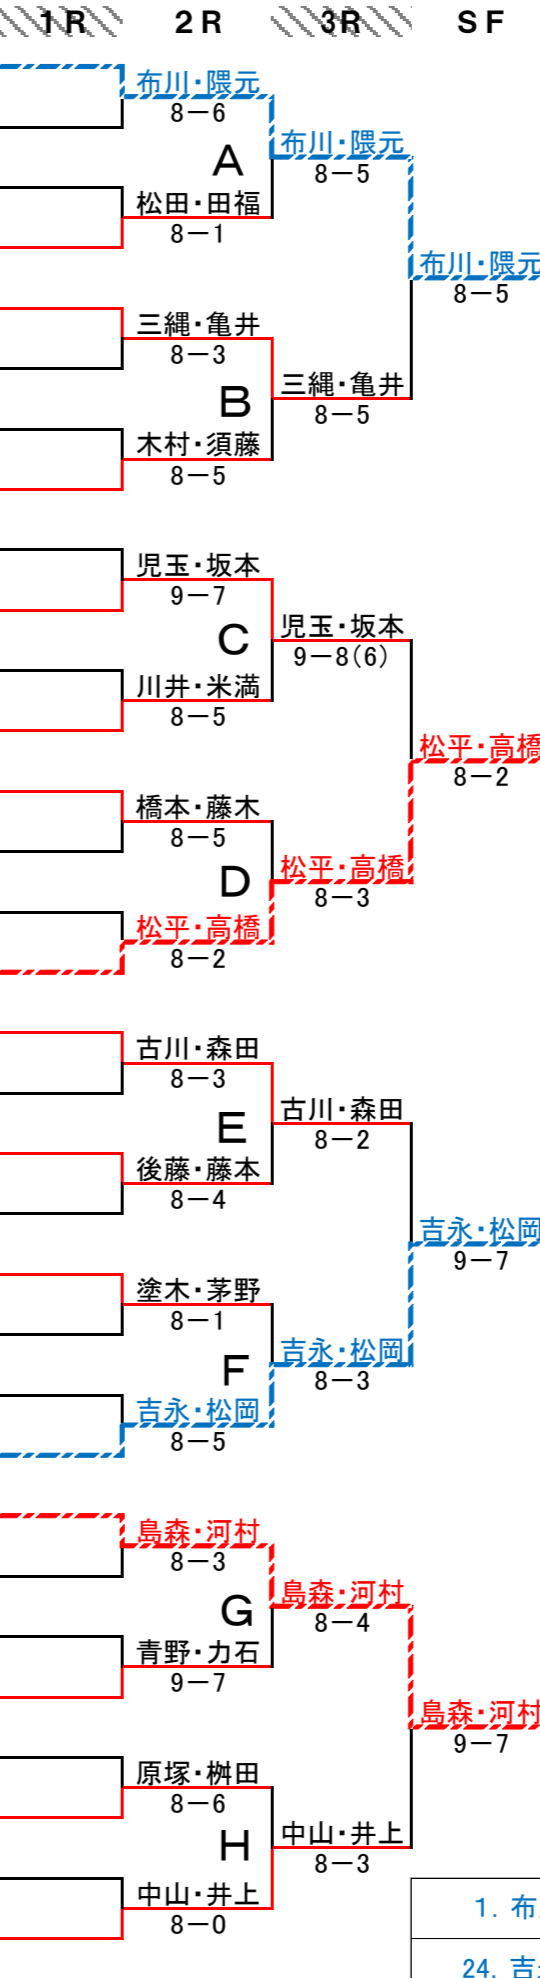 1R 2R 3R SF
布川・隈元
8－6
布川・隈元
8－5
A
松田・田福
8－1
布川・隈元
8－5
三縄・亀井
8－3
三縄・亀井
8－5
B
木村・須藤
8－5
児玉・坂本
9－7
児玉・坂本
9－8(6)
C
川井・米満
8－5
松平・高橋
8－2
橋本・藤木
8－5
松平・高橋
8－3
D
松平・高橋
8－2
古川・森田
8－3
古川・森田
8－2
E
後藤・藤本
8－4
吉永・松岡
9－7
塗木・茅野
8－1
吉永・松岡
8－3
F
吉永・松岡
8－5
島森・河村
8－3
島森・河村
8－4
G
青野・力石
9－7
島森・河村
9－7
原塚・桝田
8－6
中山・井上
8－3
H
中山・井上
8－0
1. 布
24. 吉